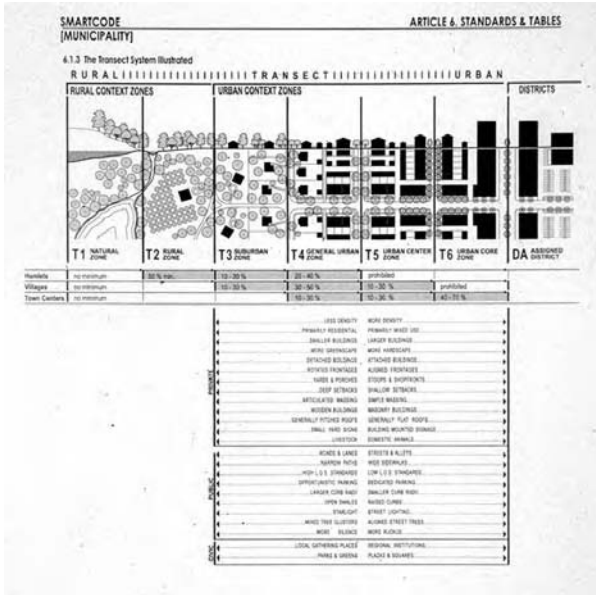 SMARTCODE ARTICLE 6. STANDARDS & TABLES
[MUNICIPALITY]
6.1.3 The Transect System Illustrated
RURAL TRANSECT URBAN
RURAL CONTEXT ZONES URBAN CONTEXT ZONES DISTRICTS
T1 NATURAL ZONE T2 RURAL ZONE T3 SUBURBAN ZONE T4 GENERAL URBAN ZONE T5 URBAN CENTER ZONE T6 URBAN CORE ZONE DA ASSIGNED DISTRICT
Hamlets no minimum 50 % min. 10 - 30 % 20 - 40 % prohibited
Villages no minimum 10 - 30 % 30 - 50 % 10 - 30 % prohibited
Town Centers no minimum 10 - 30 % 10 - 30 % 40 - 70 %
PRIVATE
LESS DENSITY MORE DENSITY
PRIMARILY RESIDENTIAL PRIMARILY MIXED USE
SMALLER BUILDINGS LARGER BUILDINGS
MORE GREENSCAPE MORE HARDSCAPE
DETACHED BUILDINGS ATTACHED BUILDINGS
ROTATED FRONTAGES ALIGNED FRONTAGES
YARDS & PORCHES STOOPS & SHOPFRONTS
DEEP SETBACKS SHALLOW SETBACKS
ARTICULATED MASSING SIMPLE MASSING
WOODEN BUILDINGS MASONRY BUILDINGS
GENERALLY PITCHED ROOFS GENERALLY FLAT ROOFS
SMALL YARD SIGNS BUILDING MOUNTED SIGNAGE
LIVESTOCK DOMESTIC ANIMALS
PUBLIC
ROADS & LANES STREETS & ALLEYS
NARROW PATHS WIDE SIDEWALKS
HIGH L.O.S. STANDARDS LOW L.O.S. STANDARDS
OPPORTUNISTIC PARKING DEDICATED PARKING
LARGER CURB RADII SMALLER CURB RADII
OPEN SWALES RAISED CURBS
STARLIGHT STREET LIGHTING
MIXED TREE CLUSTERS ALIGNED STREET TREES
MORE SILENCE MORE RUCKUS
CIVIC
LOCAL GATHERING PLACES REGIONAL INSTITUTIONS
PARKS & GREENS PLAZAS & SQUARES